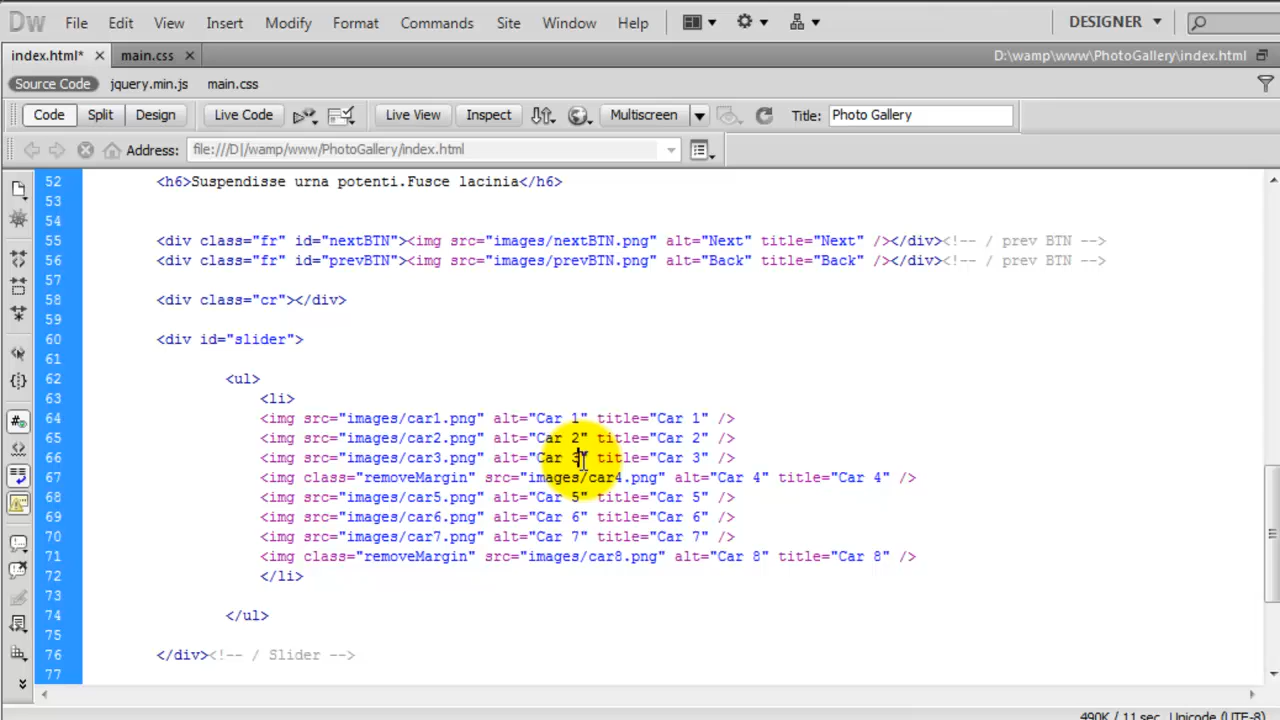 Dw File Edit View Insert Modify Format Commands Site Window Help DESIGNER
index.html* main.css D:\wamp\www\PhotoGallery\index.html
Source Code jquery.min.js main.css
Code Split Design Live Code Live View Inspect Multiscreen Title: Photo Gallery
Address: file:///D|/wamp/www/PhotoGallery/index.html
52 <h6>Suspendisse urna potenti.Fusce lacinia</h6>
53
54
55 <div class="fr" id="nextBTN"><img src="images/nextBTN.png" alt="Next" title="Next" /></div><!-- / prev BTN -->
56 <div class="fr" id="prevBTN"><img src="images/prevBTN.png" alt="Back" title="Back" /></div><!-- / prev BTN -->
57
58 <div class="cr"></div>
59
60 <div id="slider">
61
62 <ul>
63 <li>
64 <img src="images/car1.png" alt="Car 1" title="Car 1" />
65 <img src="images/car2.png" alt="Car 2" title="Car 2" />
66 <img src="images/car3.png" alt="Car 3" title="Car 3" />
67 <img class="removeMargin" src="images/car4.png" alt="Car 4" title="Car 4" />
68 <img src="images/car5.png" alt="Car 5" title="Car 5" />
69 <img src="images/car6.png" alt="Car 6" title="Car 6" />
70 <img src="images/car7.png" alt="Car 7" title="Car 7" />
71 <img class="removeMargin" src="images/car8.png" alt="Car 8" title="Car 8" />
72 </li>
73
74 </ul>
75
76 </div><!-- / Slider -->
77
490K / 11 sec Unicode (UTF-8)